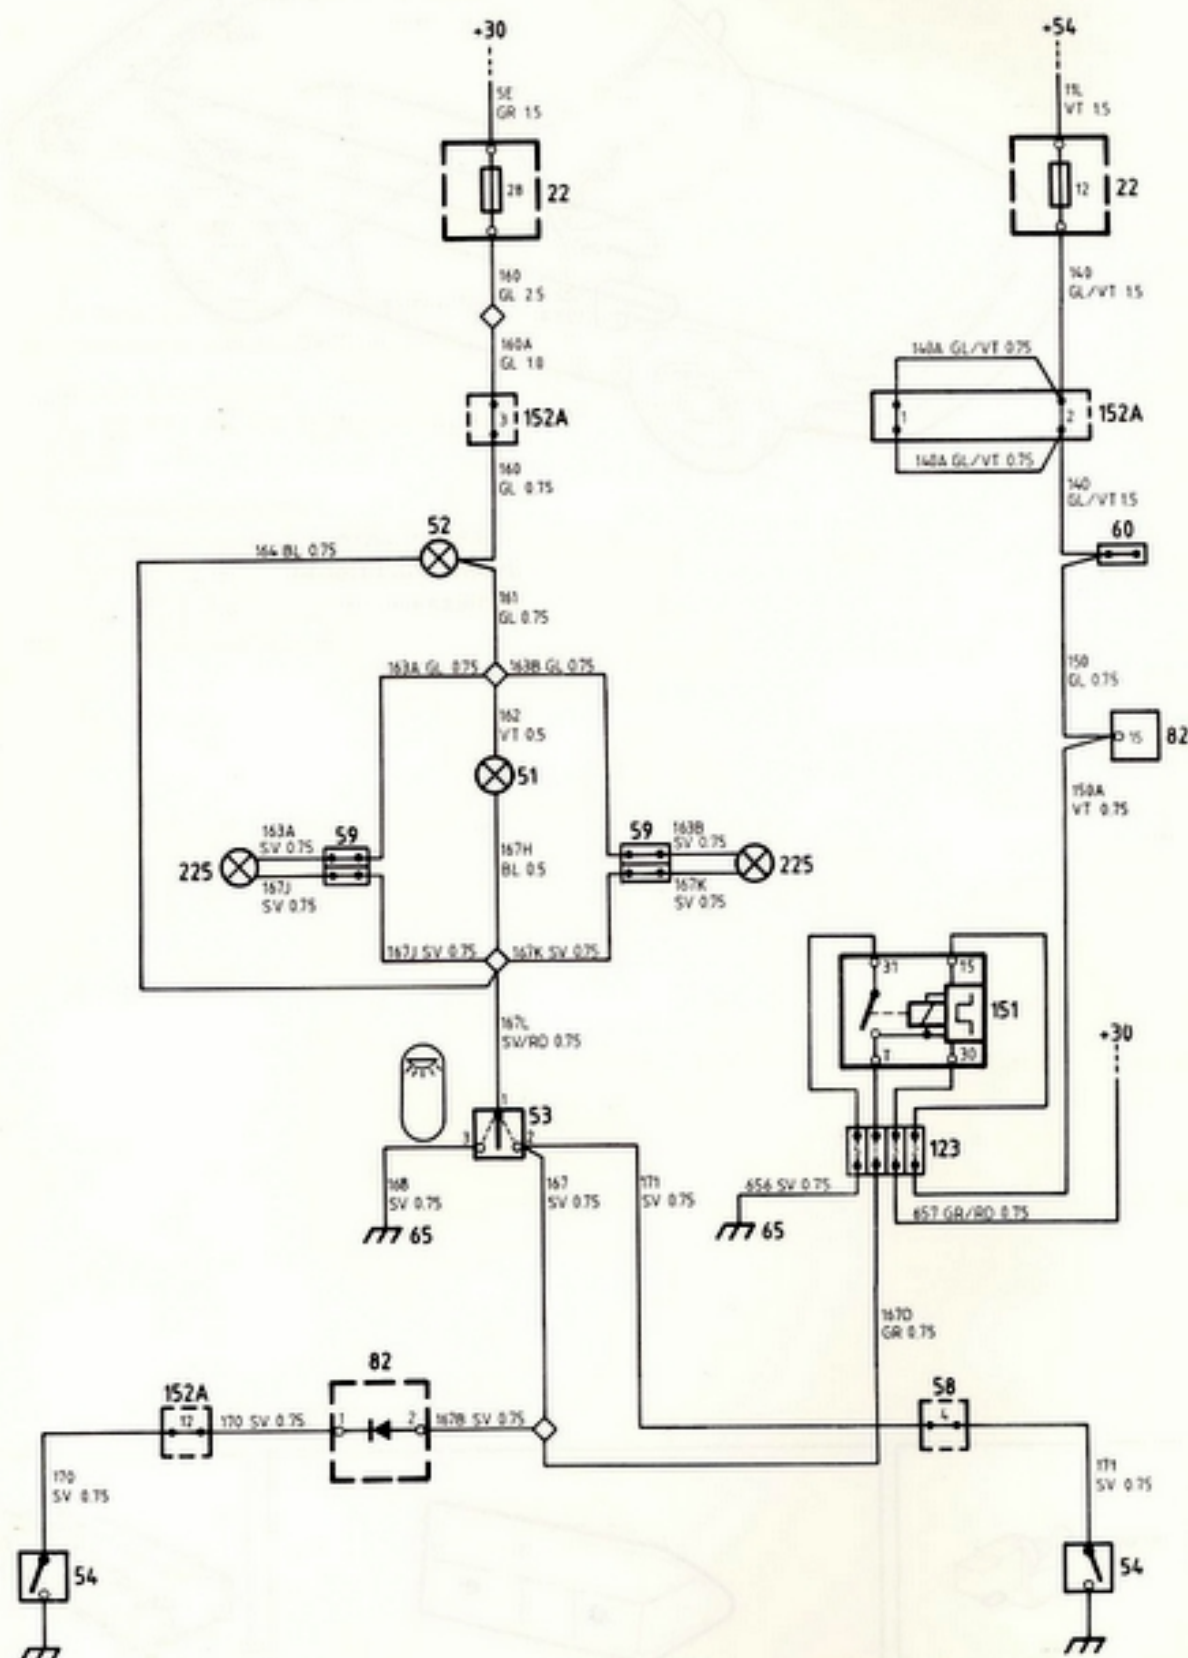 +30
+54
5E
GR 1.5
11L
VT 1.5
28
22
12
22
160
GL 2.5
140
GL/VT 1.5
160A
GL 1.0
140A GL/VT 0.75
3
152A
1
2
152A
140A GL/VT 0.75
160
GL 0.75
140
GL/VT 1.5
52
60
164 BL 0.75
161
GL 0.75
163A GL 0.75
163B GL 0.75
150
GL 0.75
162
VT 0.5
15
82
51
150A
VT 0.75
163A
SV 0.75
59
59
163B
SV 0.75
225
167H
BL 0.5
225
167J
SV 0.75
167K
SV 0.75
167J SV 0.75
167K SV 0.75
31
15
151
167L
SV/RD 0.75
+30
T
30
1
53
3
2
123
168
SV 0.75
167
SV 0.75
171
SV 0.75
656 SV 0.75
657 GR/RD 0.75
65
65
167D
GR 0.75
82
58
152A
12
170 SV 0.75
1
2
167B SV 0.75
4
170
SV 0.75
171
SV 0.75
54
54